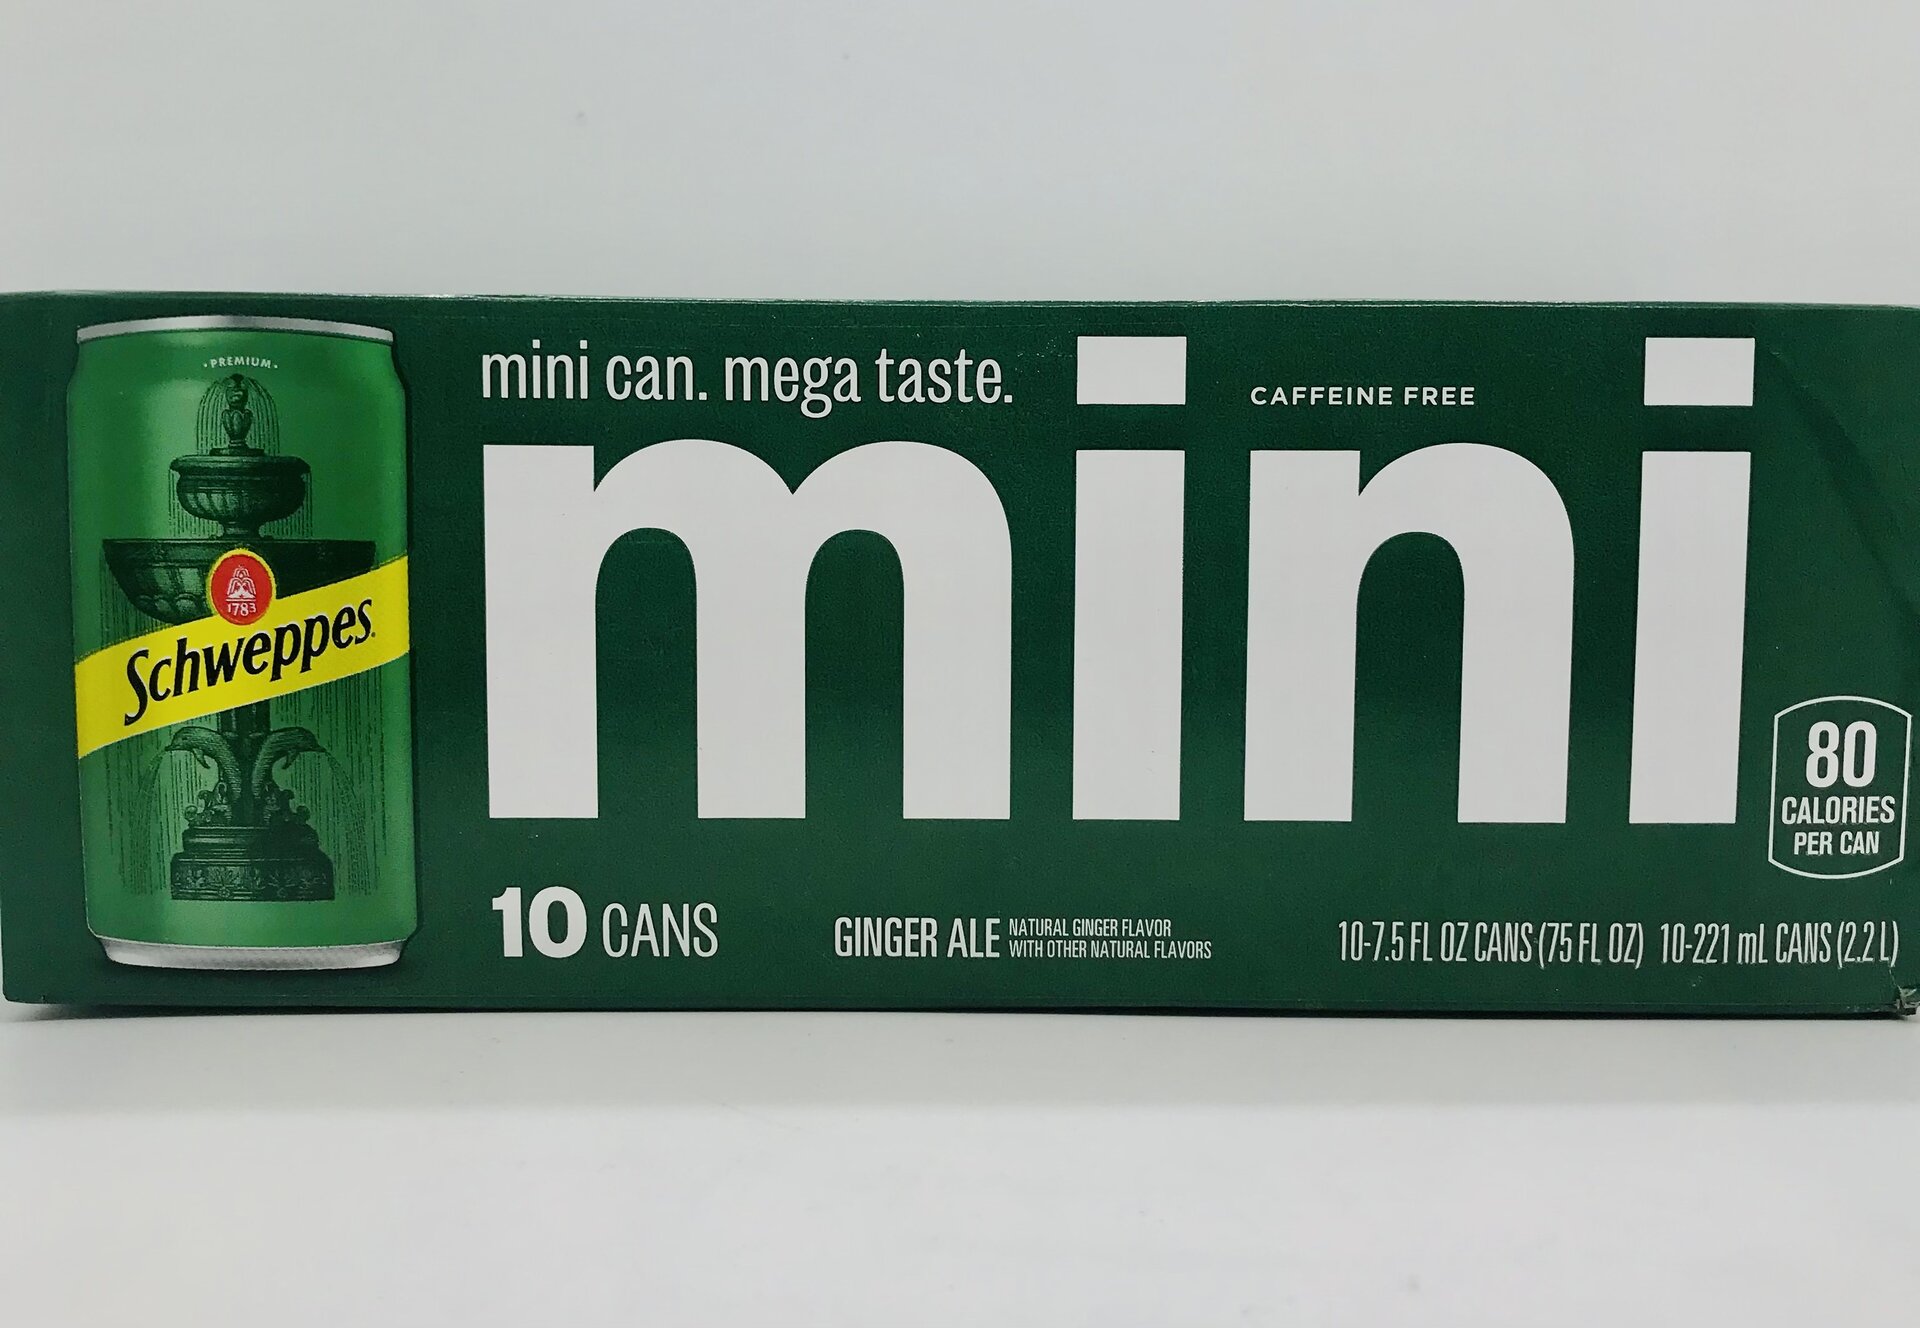 PREMIUM
1783
Schweppes
mini can. mega taste.
CAFFEINE FREE
mini
80
CALORIES
PER CAN
10 CANS
GINGER ALE
NATURAL GINGER FLAVOR
WITH OTHER NATURAL FLAVORS
10-7.5 FL OZ CANS (75 FL OZ) 10-221 mL CANS (2.2 L)